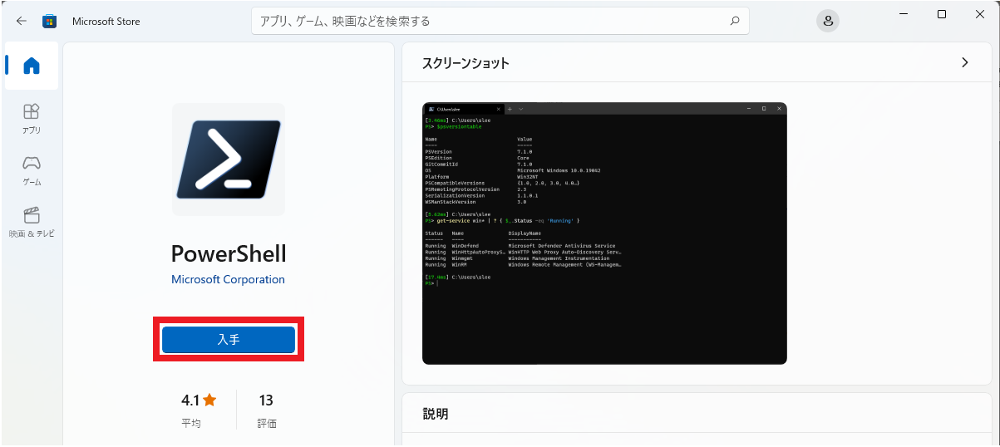 Microsoft Store
アプリ、ゲーム、映画などを検索する
アプリ
ゲーム
映画 & テレビ
PowerShell
Microsoft Corporation
入手
4.1
平均
13
評価
スクリーンショット
C:\Users\slee
[3.46ms] C:\Users\slee
PS> $psversiontable
Name Value
---- -----
PSVersion 7.1.0
PSEdition Core
GitCommitId 7.1.0
OS Microsoft Windows 10.0.19042
Platform Win32NT
PSCompatibleVersions {1.0, 2.0, 3.0, 4.0…}
PSRemotingProtocolVersion 2.3
SerializationVersion 1.1.0.1
WSManStackVersion 3.0
[5.62ms] C:\Users\slee
PS> get-service win* | ? { $_.Status -eq 'Running' }
Status Name DisplayName
------ ---- -----------
Running WinDefend Microsoft Defender Antivirus Service
Running WinHttpAutoProxyS… WinHTTP Web Proxy Auto-Discovery Serv…
Running Winmgmt Windows Management Instrumentation
Running WinRM Windows Remote Management (WS-Managem…
[17.4ms] C:\Users\slee
PS>
説明